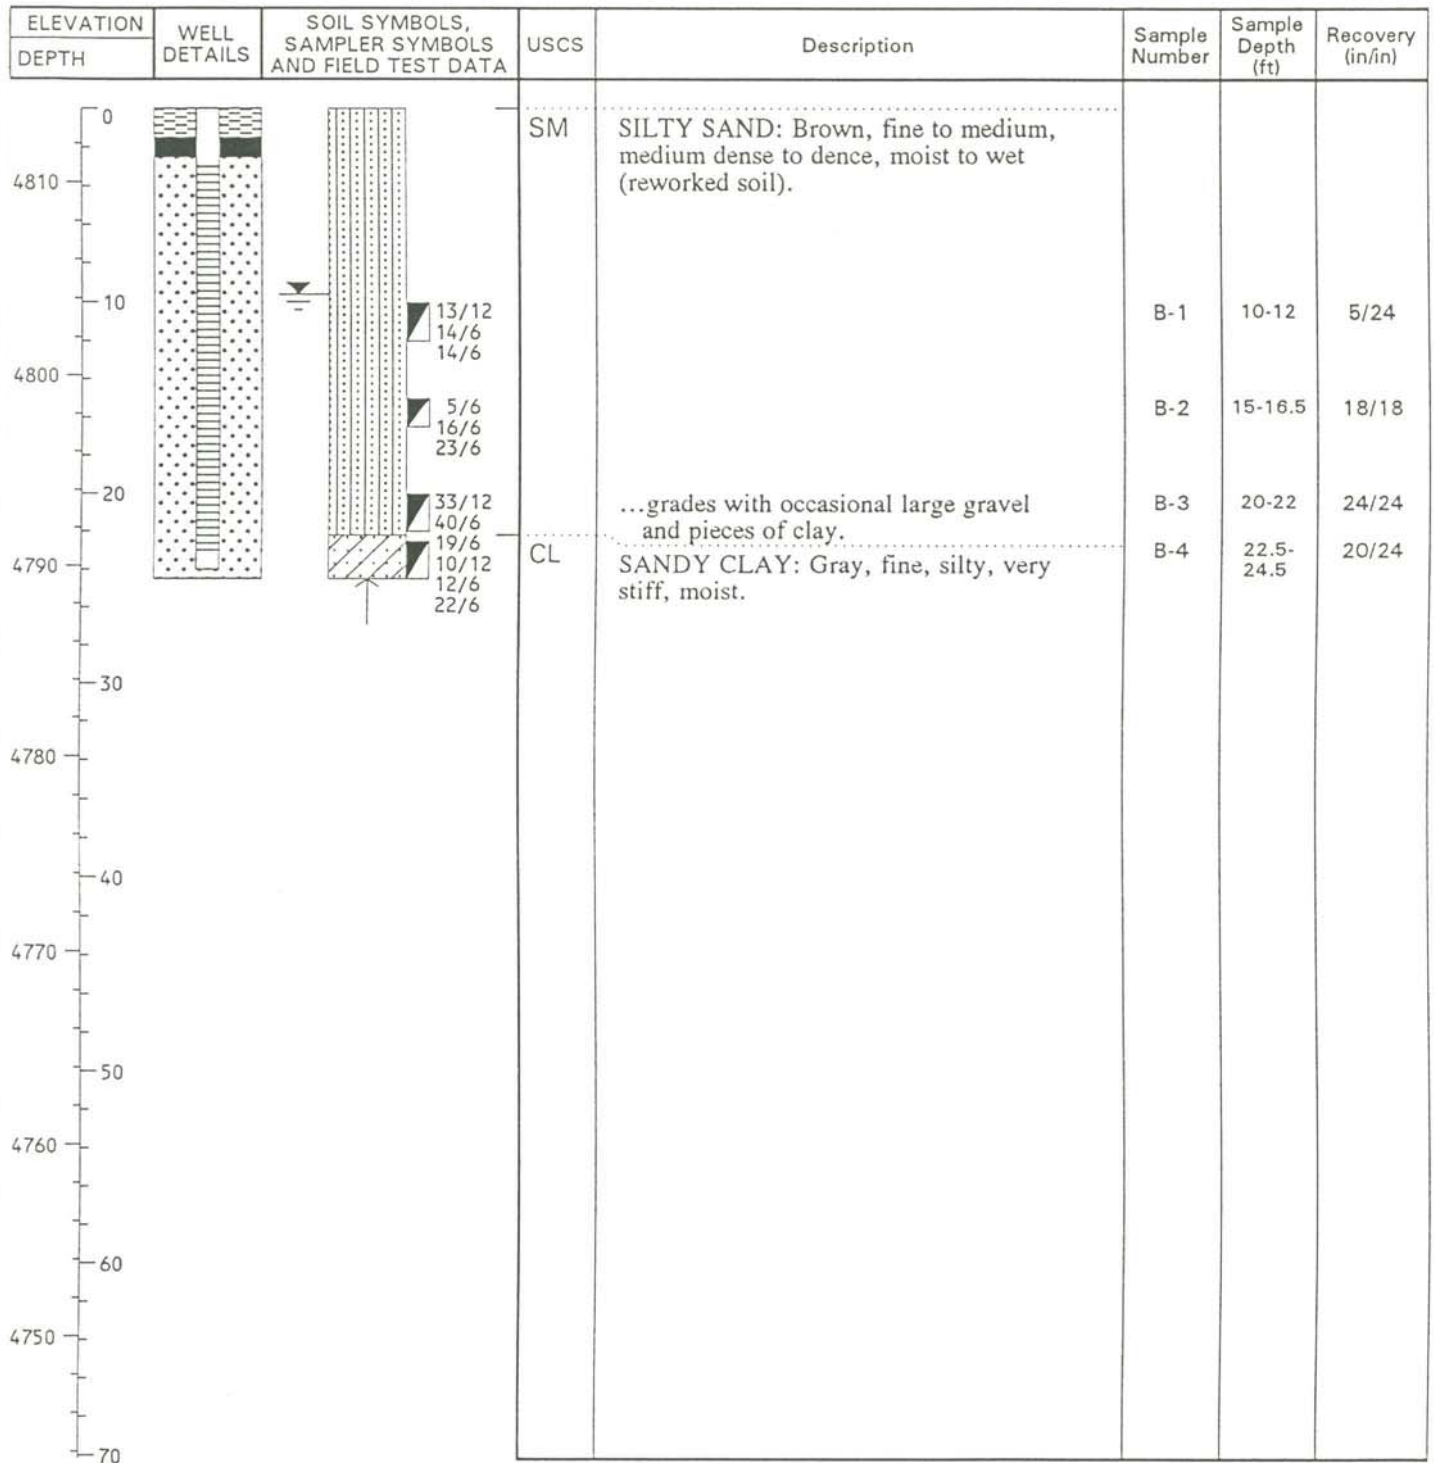 ELEVATION
DEPTH
WELL
DETAILS
SOIL SYMBOLS,
SAMPLER SYMBOLS
AND FIELD TEST DATA
USCS
Description
Sample
Number
Sample
Depth
(ft)
Recovery
(in/in)
0
SM
SILTY SAND: Brown, fine to medium,
medium dense to dence, moist to wet
(reworked soil).
4810
10
13/12
14/6
14/6
B-1
10-12
5/24
4800
5/6
16/6
23/6
B-2
15-16.5
18/18
20
33/12
40/6
19/6
...grades with occasional large gravel
and pieces of clay.
B-3
20-22
24/24
4790
10/12
12/6
22/6
CL
SANDY CLAY: Gray, fine, silty, very
stiff, moist.
B-4
22.5-
24.5
20/24
30
4780
40
4770
50
4760
60
4750
70